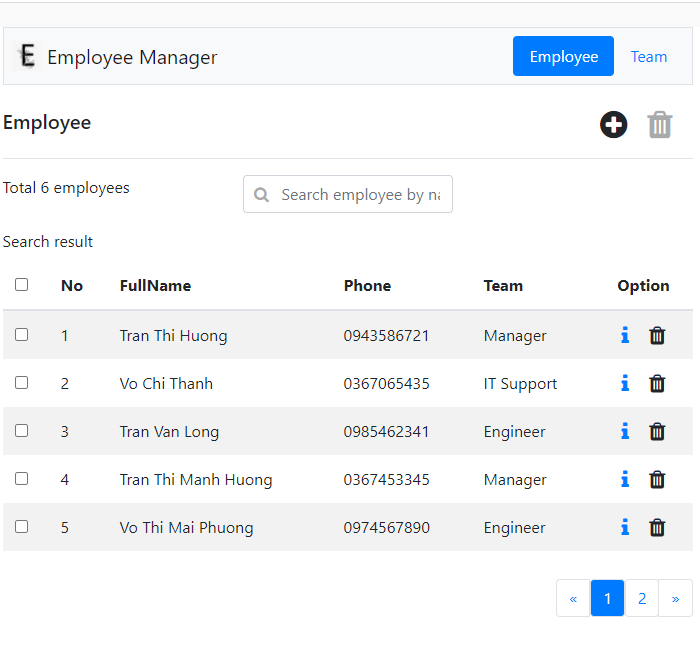 E Employee Manager Employee Team
Employee
Total 6 employees Search employee by na
Search result
No FullName Phone Team Option
1 Tran Thi Huong 0943586721 Manager
2 Vo Chi Thanh 0367065435 IT Support
3 Tran Van Long 0985462341 Engineer
4 Tran Thi Manh Huong 0367453345 Manager
5 Vo Thi Mai Phuong 0974567890 Engineer
« 1 2 »